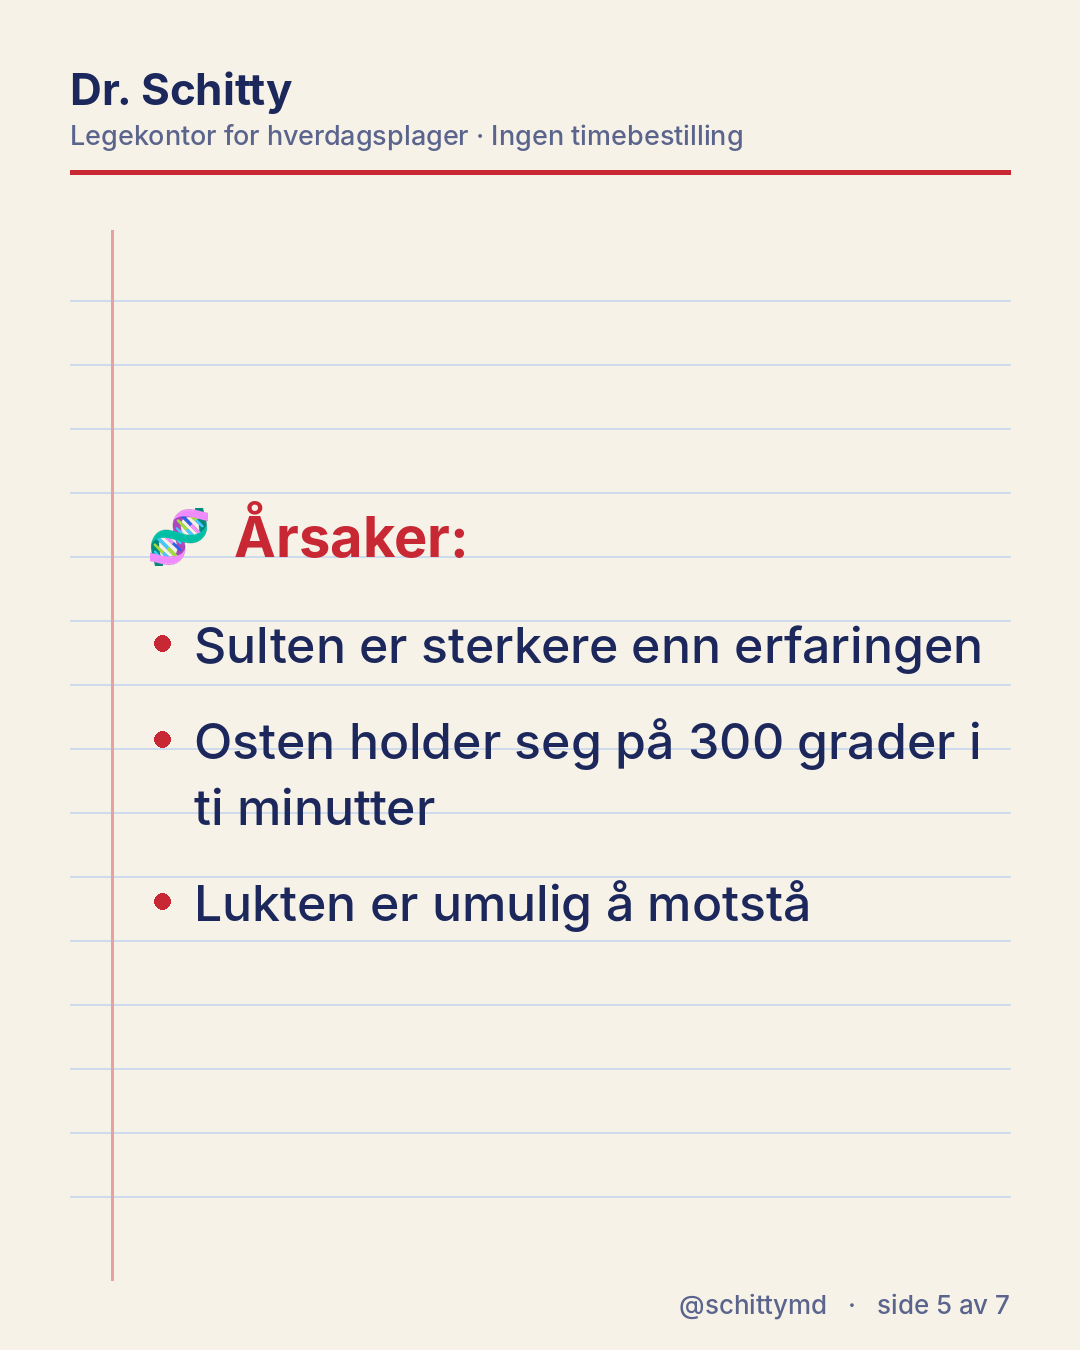 Dr. Schitty
Legekontor for hverdagsplager · Ingen timebestilling
🧬 Årsaker:
• Sulten er sterkere enn erfaringen
• Osten holder seg på 300 grader i
ti minutter
• Lukten er umulig å motstå
@schittymd · side 5 av 7